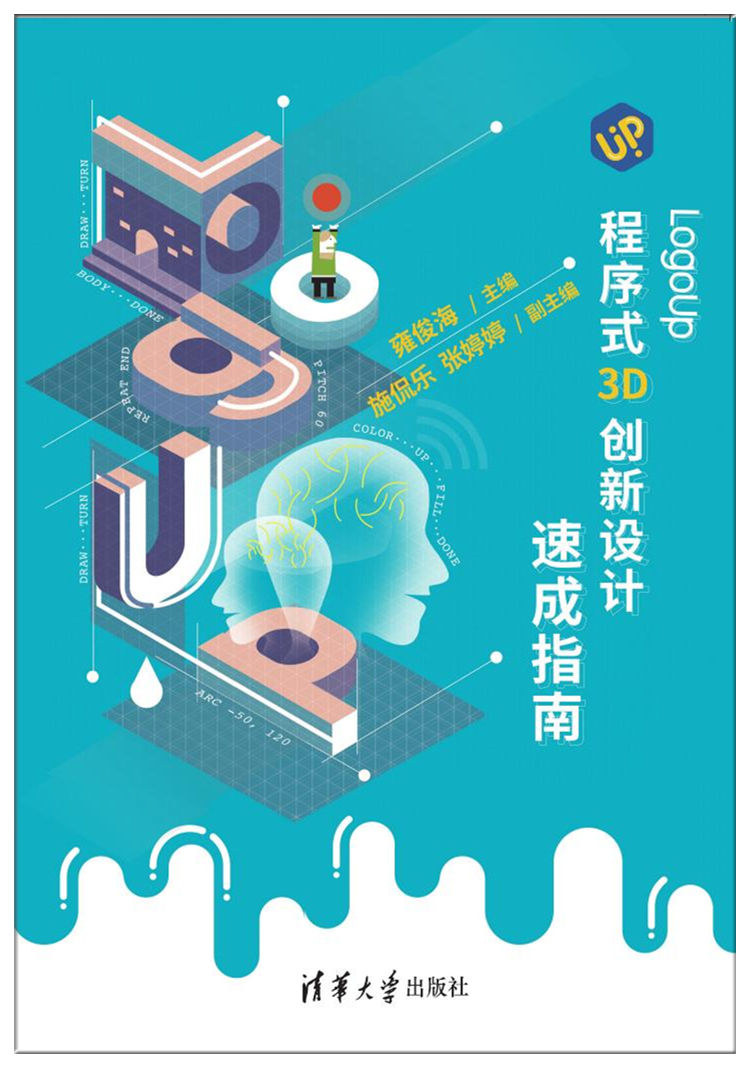 UP
LogoUp
程序式3D创新设计
速成指南
雍俊海 / 主编
施侃乐 张婷婷 / 副主编
DRAW···TURN
BODY···DONE
REPEAT END
PITCH 60
COLOR···UP···FILL···DONE
DRAW···TURN
ARC -50, 120
清华大学出版社